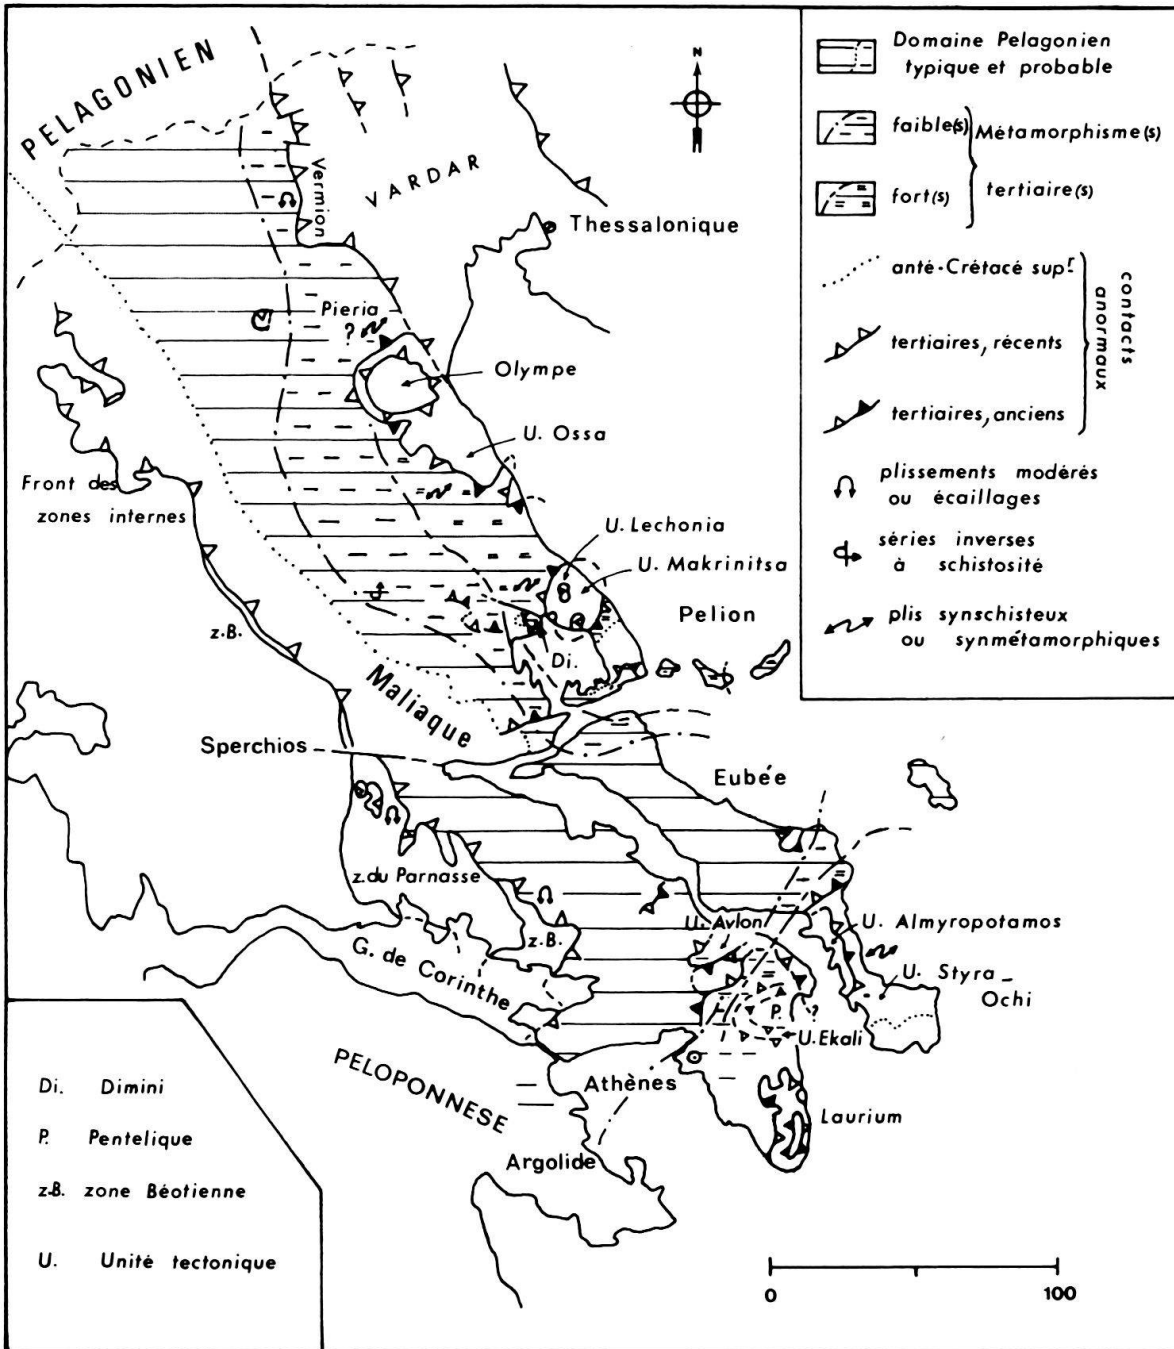 PELAGONIEN
VARDAR
Vermion
N
Thessalonique
Pieria
?
Olympe
U. Ossa
Front des
zones internes
U. Lechonia
U. Makrinitsa
Pelion
z.B.
Di.
Maliaque
Sperchios
Eubée
z. du Parnasse
U. Avlon
U. Almyropotamos
z.B.
G. de Corinthe
U. Styra_
Ochi
P.
?
U. Ekali
PELOPONNESE
Athènes
Laurium
Argolide
0
100
Domaine Pelagonien
typique et probable
faible(s)
Métamorphisme(s)
fort(s)
tertiaire(s)
anté-Crétacé supr.
tertiaires, récents
tertiaires, anciens
contacts
anormaux
plissements modérés
ou écaillages
séries inverses
à schistosité
plis synschisteux
ou synmétamorphiques
Di. Dimini
P. Pentelique
z.B. zone Béotienne
U. Unité tectonique